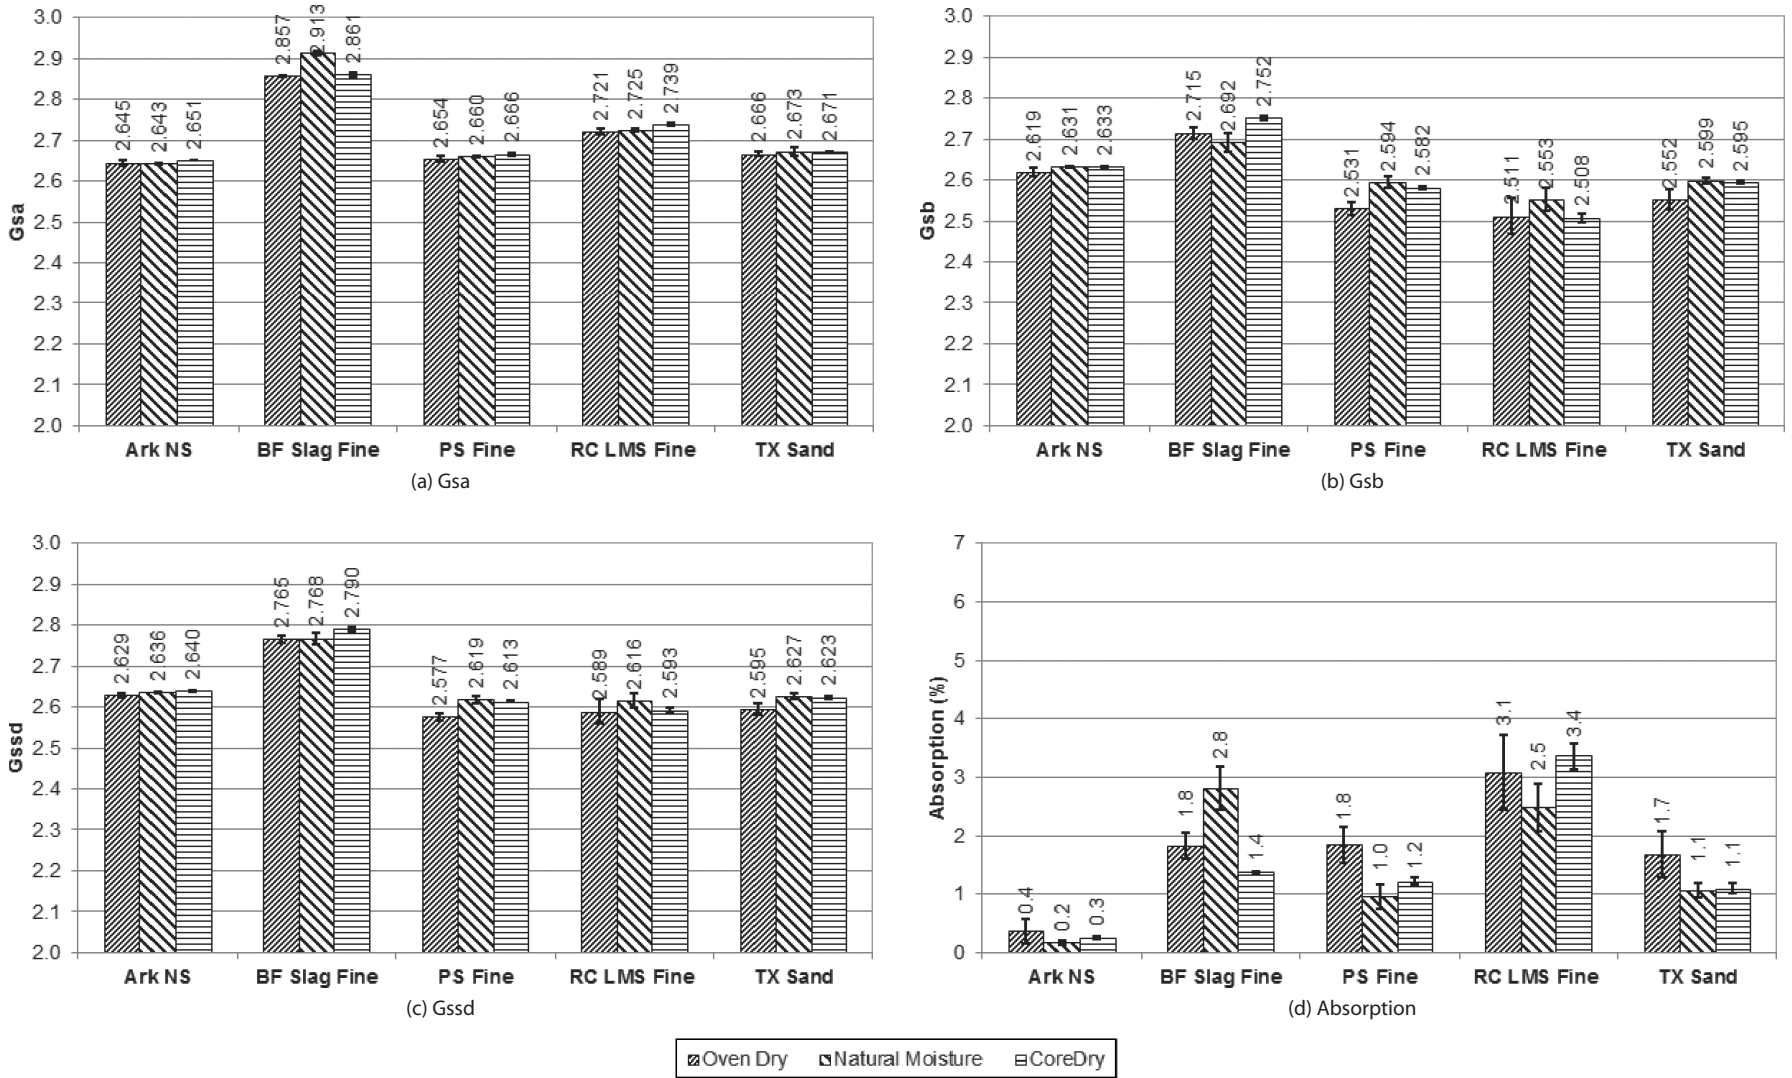 3.0
2.9
2.8
2.7
2.6
2.5
2.4
2.3
2.2
2.1
2.0
Gsa
2.645 2.643 2.651
2.857 2.913 2.861
2.654 2.660 2.666
2.721 2.725 2.739
2.666 2.673 2.671
Ark NS BF Slag Fine PS Fine RC LMS Fine TX Sand
(a) Gsa
3.0
2.9
2.8
2.7
2.6
2.5
2.4
2.3
2.2
2.1
2.0
Gsb
2.619 2.631 2.633
2.715 2.692 2.752
2.531 2.594 2.582
2.511 2.553 2.508
2.552 2.599 2.595
Ark NS BF Slag Fine PS Fine RC LMS Fine TX Sand
(b) Gsb
3.0
2.9
2.8
2.7
2.6
2.5
2.4
2.3
2.2
2.1
2.0
Gssd
2.629 2.636 2.640
2.765 2.768 2.790
2.577 2.619 2.613
2.589 2.616 2.593
2.595 2.627 2.623
Ark NS BF Slag Fine PS Fine RC LMS Fine TX Sand
(c) Gssd
7
6
5
4
3
2
1
0
Absorption (%)
0.4 0.2 0.3
1.8 2.8 1.4
1.8 1.0 1.2
3.1 2.5 3.4
1.7 1.1 1.1
Ark NS BF Slag Fine PS Fine RC LMS Fine TX Sand
(d) Absorption
Oven Dry Natural Moisture CoreDry